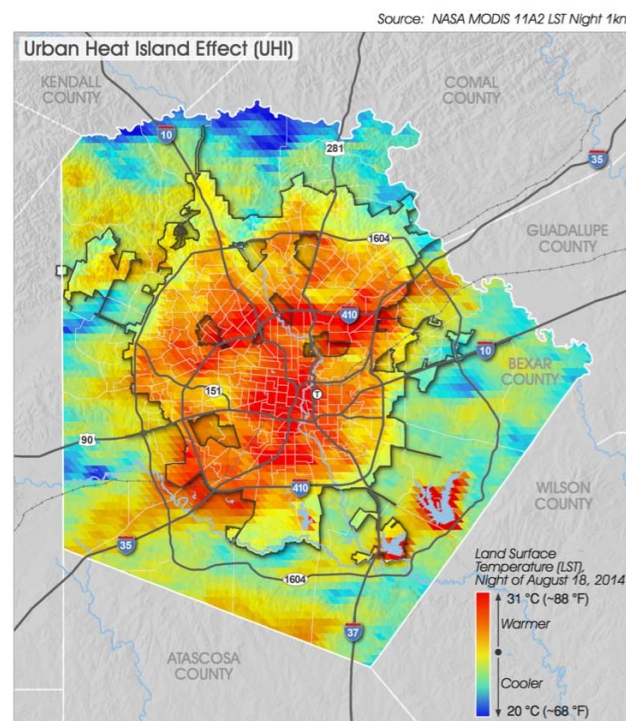 Source: NASA MODIS 11A2 LST Night 1km
Urban Heat Island Effect (UHI)
KENDALL
COUNTY
COMAL
COUNTY
10
281
35
GUADALUPE
COUNTY
1604
410
10
BEXAR
COUNTY
151
T
90
WILSON
COUNTY
410
35
1604
37
ATASCOSA
COUNTY
Land Surface
Temperature (LST),
Night of August 18, 2014
31 °C (~88 °F)
Warmer
Cooler
20 °C (~68 °F)